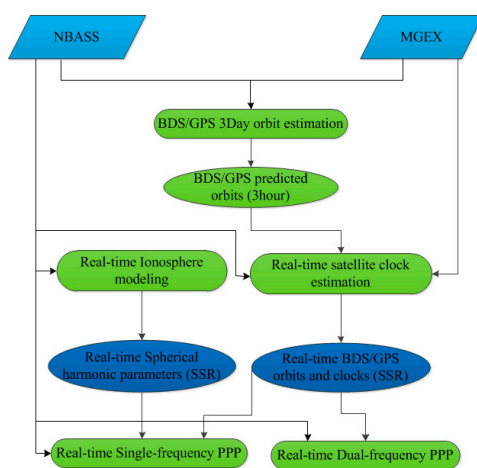 NBASS
MGEX
BDS/GPS 3Day orbit estimation
BDS/GPS predicted
orbits (3hour)
Real-time Ionosphere
modeling
Real-time satellite clock
estimation
Real-time Spherical
harmonic parameters (SSR)
Real-time BDS/GPS
orbits and clocks (SSR)
Real-time Single-frequency PPP
Real-time Dual-frequency PPP